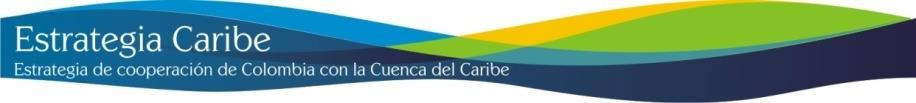 Estrategia Caribe
Estrategia de cooperación de Colombia con la Cuenca del Caribe